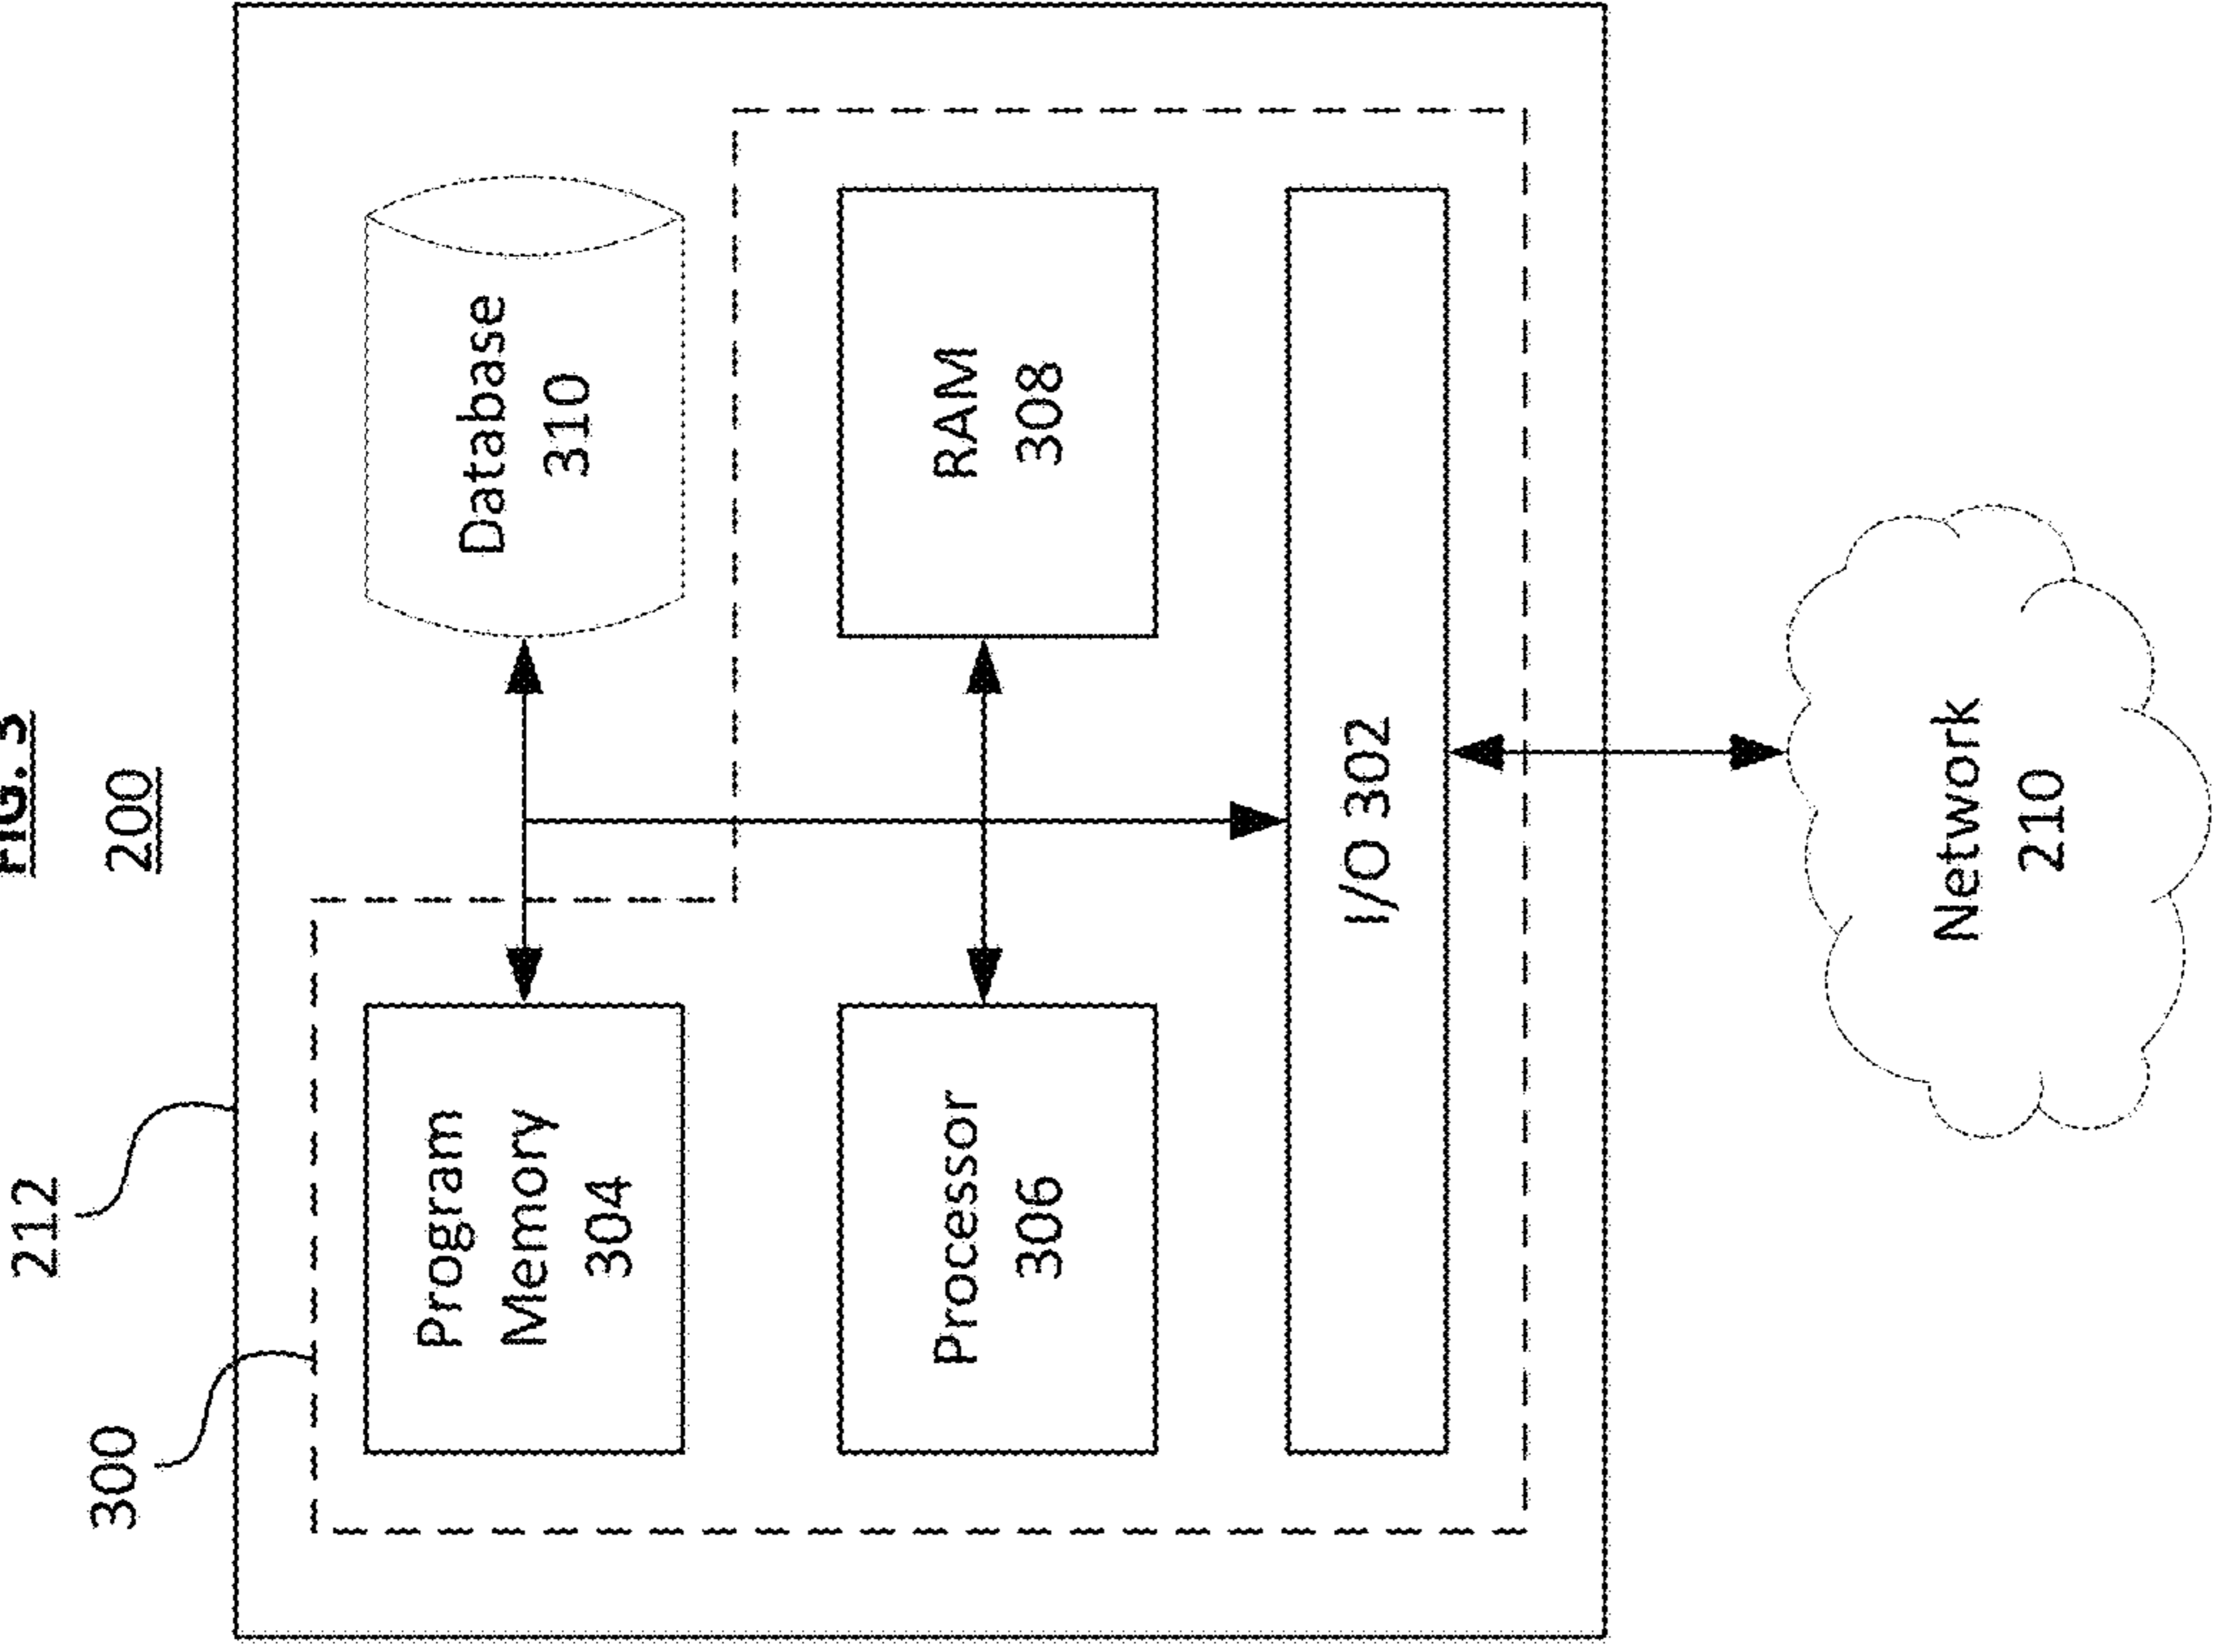 FIG. 3
200
212
300
Program
Memory
304
Database
310
Processor
306
RAM
308
I/O 302
Network
210